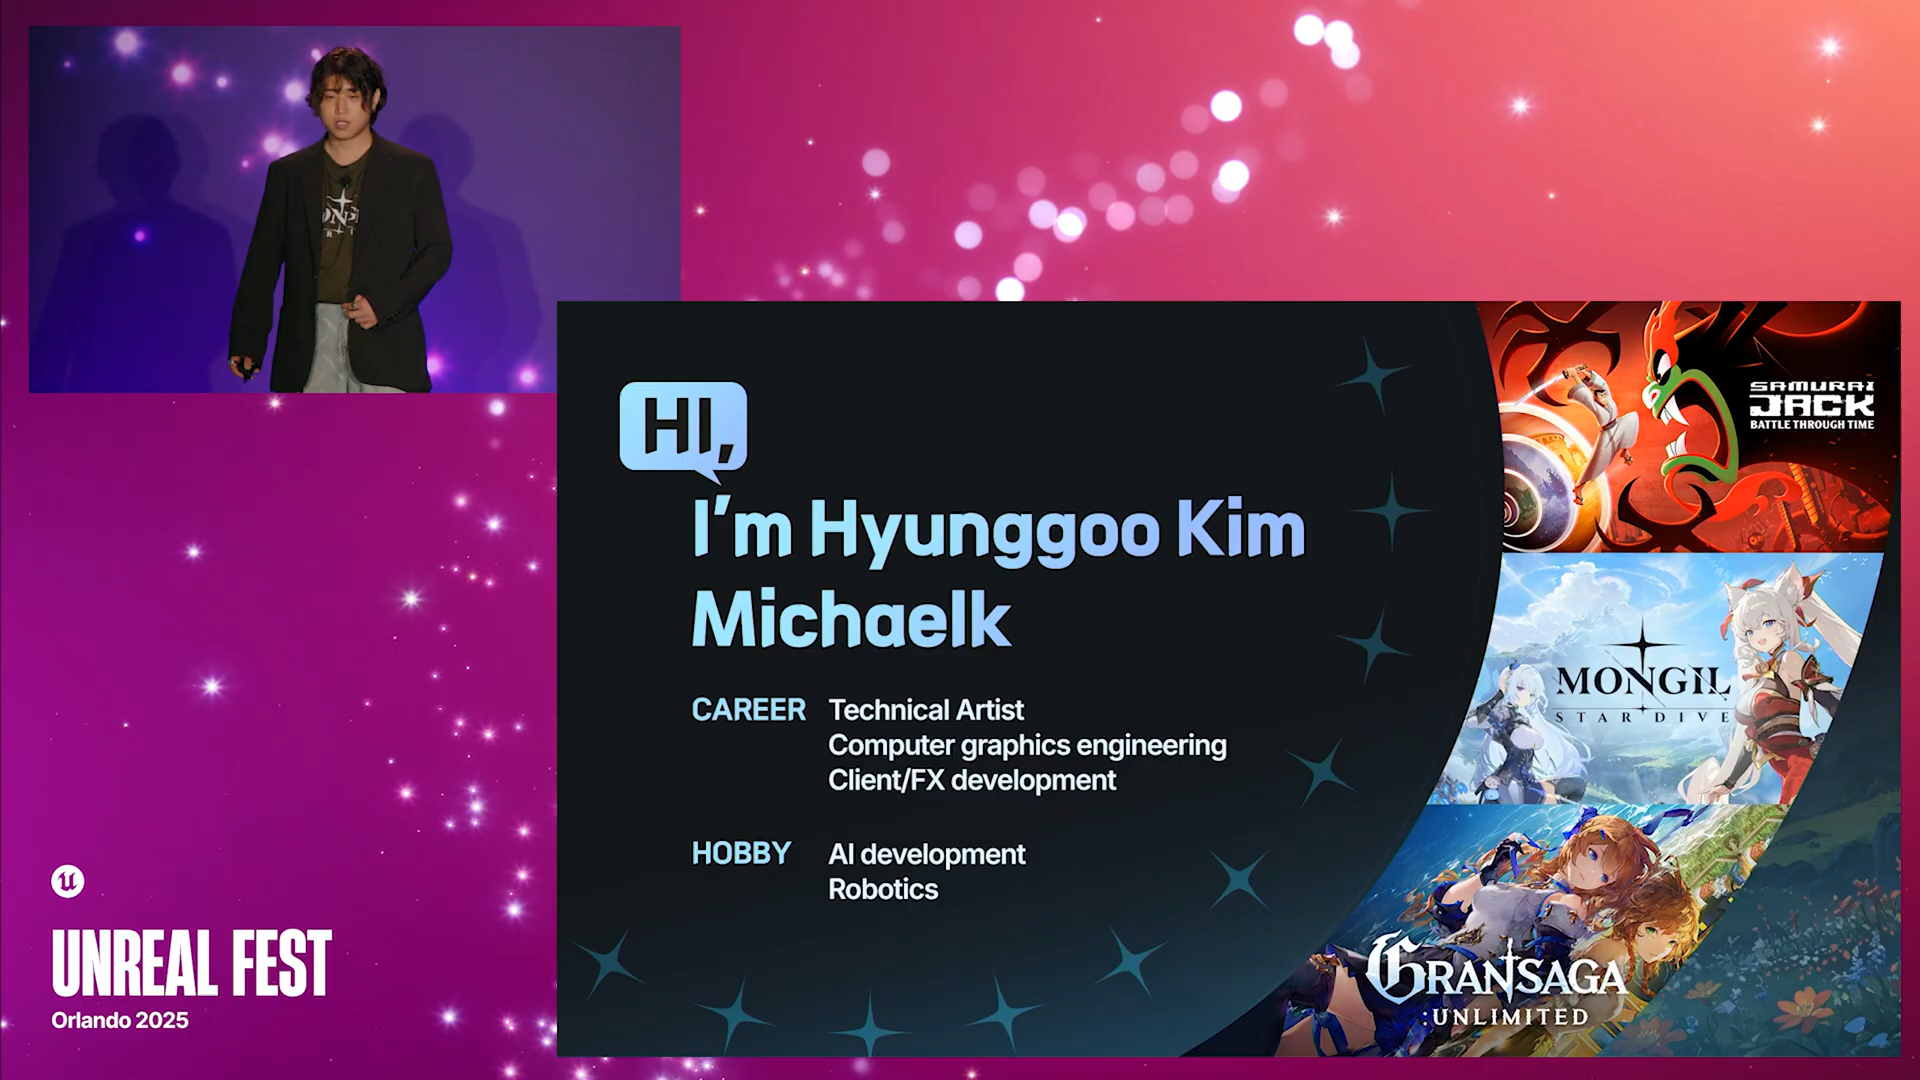 HI,
I'm Hyunggoo Kim
Michaelk
CAREER Technical Artist
Computer graphics engineering
Client/FX development
HOBBY AI development
Robotics
SAMURAI
JACK
BATTLE THROUGH TIME
MONGIL
STAR DIVE
GRANSAGA
:UNLIMITED
UNREAL FEST
Orlando 2025